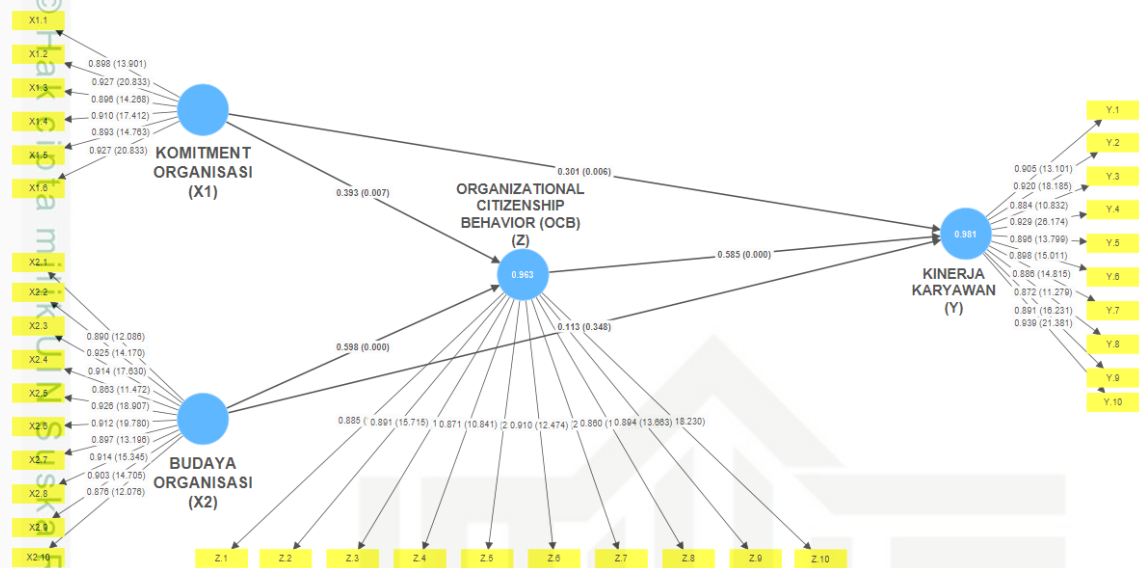 © Hak cipta milik UIN Suska R
X1.1
X1.2
X1.3
X1.4
X1.5
X1.6
0.898 (13.901)
0.927 (20.833)
0.896 (14.268)
0.910 (17.412)
0.893 (14.763)
0.927 (20.833)
KOMITMENT
ORGANISASI
(X1)
0.301 (0.006)
0.393 (0.007)
ORGANIZATIONAL
CITIZENSHIP
BEHAVIOR (OCB)
(Z)
0.963
0.585 (0.000)
0.981
KINERJA
KARYAWAN
(Y)
Y.1
Y.2
Y.3
Y.4
Y.5
Y.6
Y.7
Y.8
Y.9
Y.10
0.905 (13.101)
0.920 (18.185)
0.884 (10.832)
0.929 (26.174)
0.896 (13.799)
0.898 (15.011)
0.886 (14.815)
0.872 (11.279)
0.891 (16.231)
0.939 (21.381)
X2.1
X2.2
X2.3
X2.4
X2.5
X2.6
X2.7
X2.8
X2.9
X2.10
0.890 (12.086)
0.925 (14.170)
0.914 (17.630)
0.863 (11.472)
0.926 (18.907)
0.912 (19.780)
0.897 (13.198)
0.914 (15.345)
0.903 (14.705)
0.876 (12.076)
BUDAYA
ORGANISASI
(X2)
0.598 (0.000)
0.113 (0.348)
0.885 ( 0.891 (15.715) 0.871 (10.841) 0.910 (12.474) 0.860 ( 0.894 (13.663) 18.230)
Z.1
Z.2
Z.3
Z.4
Z.5
Z.6
Z.7
Z.8
Z.9
Z.10